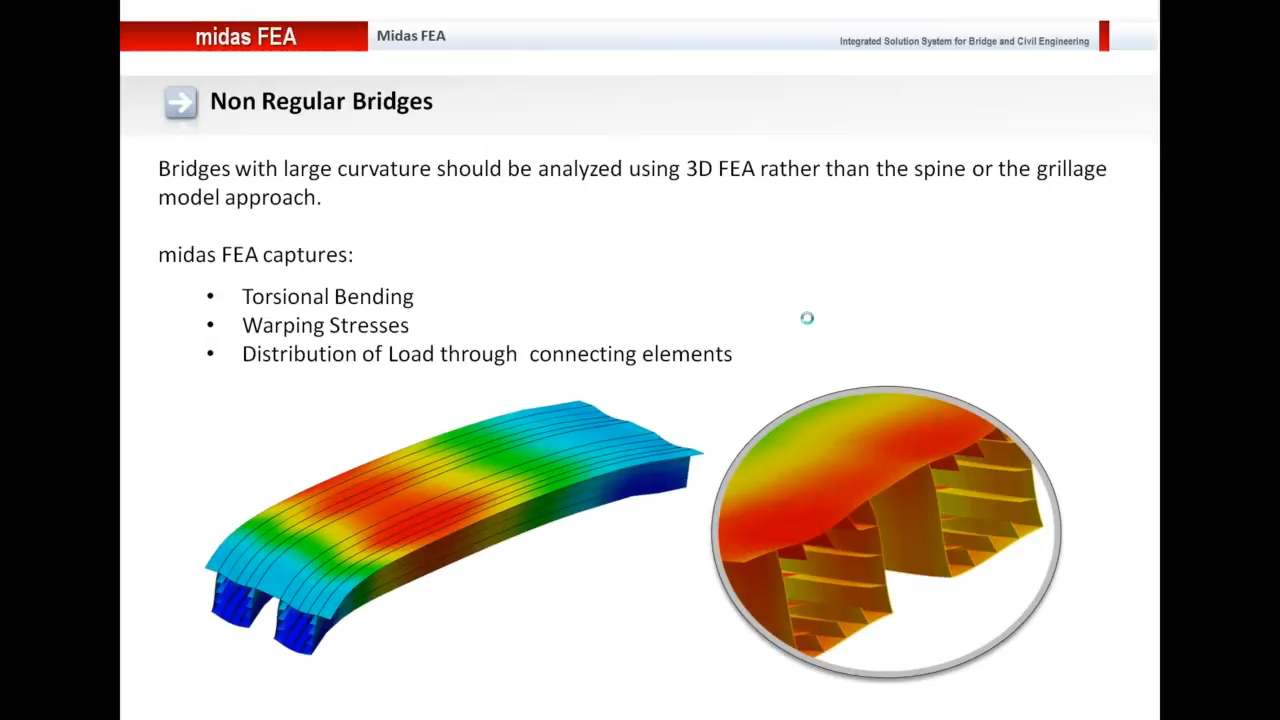 midas FEA
Midas FEA
Integrated Solution System for Bridge and Civil Engineering
Non Regular Bridges
Bridges with large curvature should be analyzed using 3D FEA rather than the spine or the grillage
model approach.
midas FEA captures:
• Torsional Bending
• Warping Stresses
• Distribution of Load through connecting elements